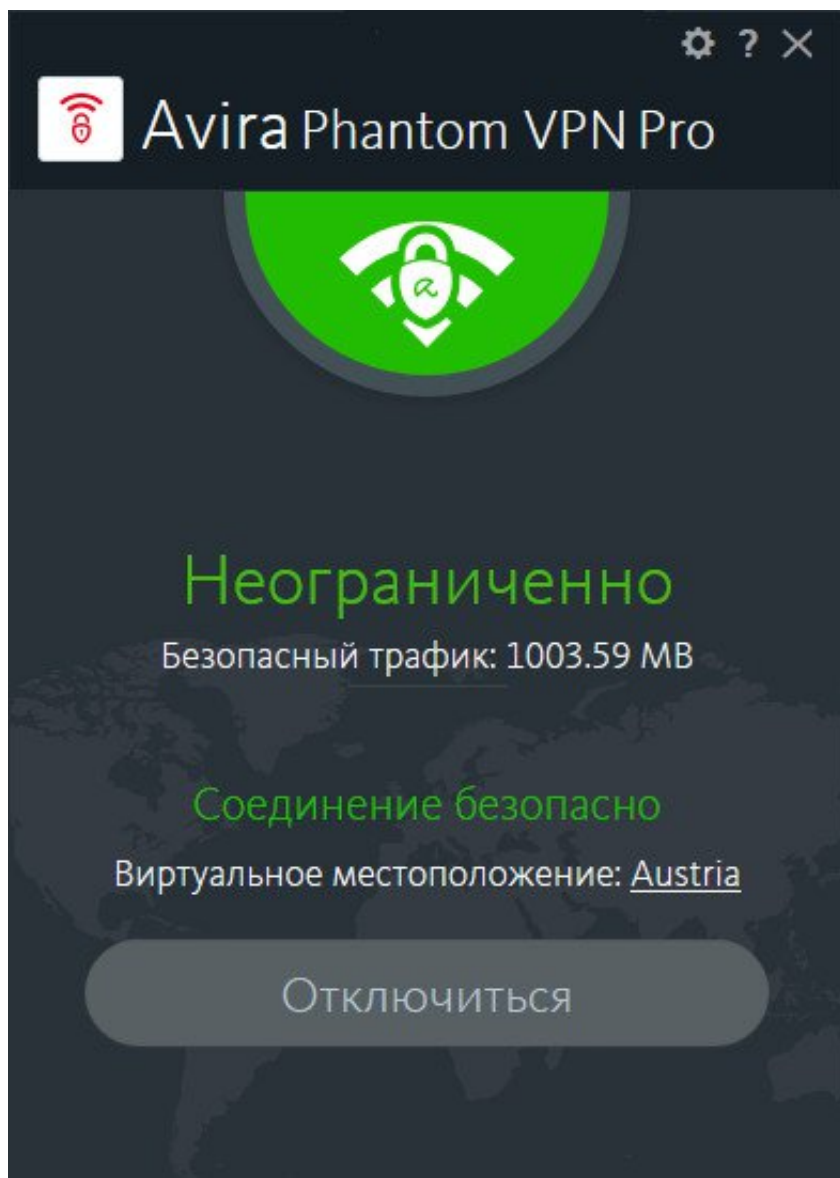 ?
Avira Phantom VPN Pro
Неограниченно
Безопасный трафик: 1003.59 MB
Соединение безопасно
Виртуальное местоположение: Austria
Отключиться